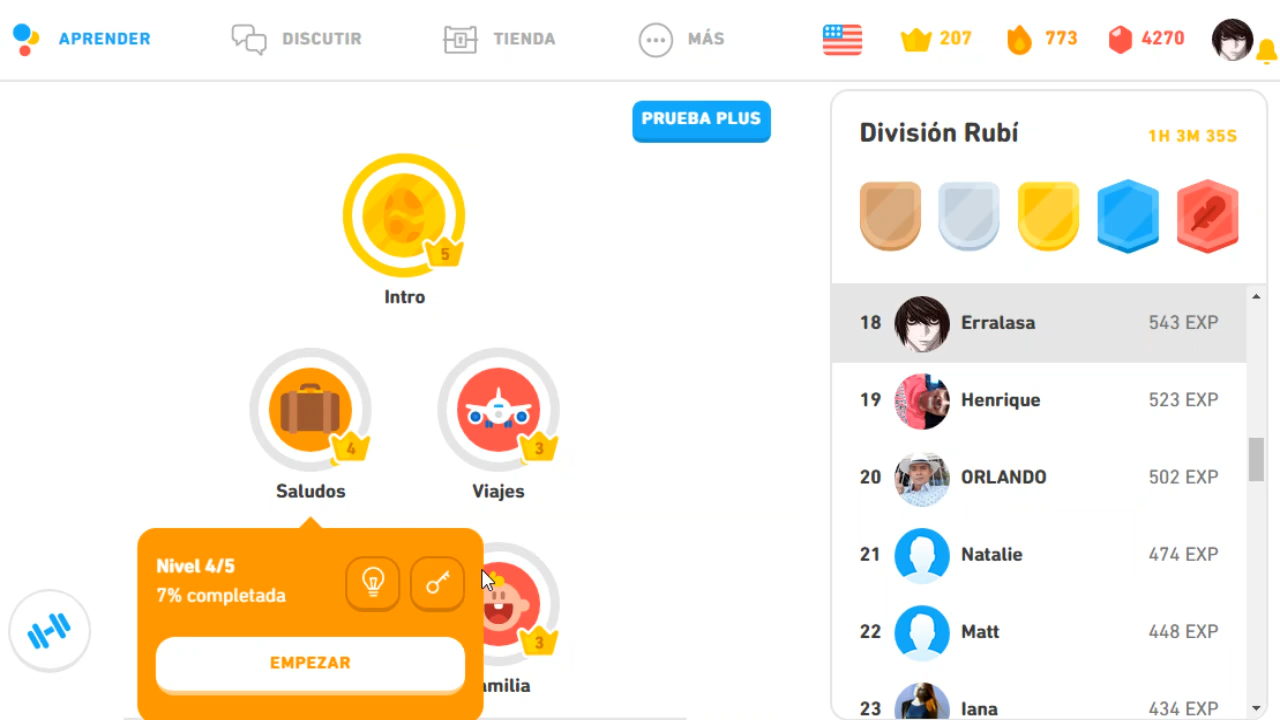 APRENDER
DISCUTIR
TIENDA
MÁS
207
773
4270
PRUEBA PLUS
5
Intro
4
Saludos
3
Viajes
Nivel 4/5
7% completada
EMPEZAR
3
amilia
División Rubí
1H 3M 35S
18 Erralasa 543 EXP
19 Henrique 523 EXP
20 ORLANDO 502 EXP
21 Natalie 474 EXP
22 Matt 448 EXP
23 Iana 434 EXP